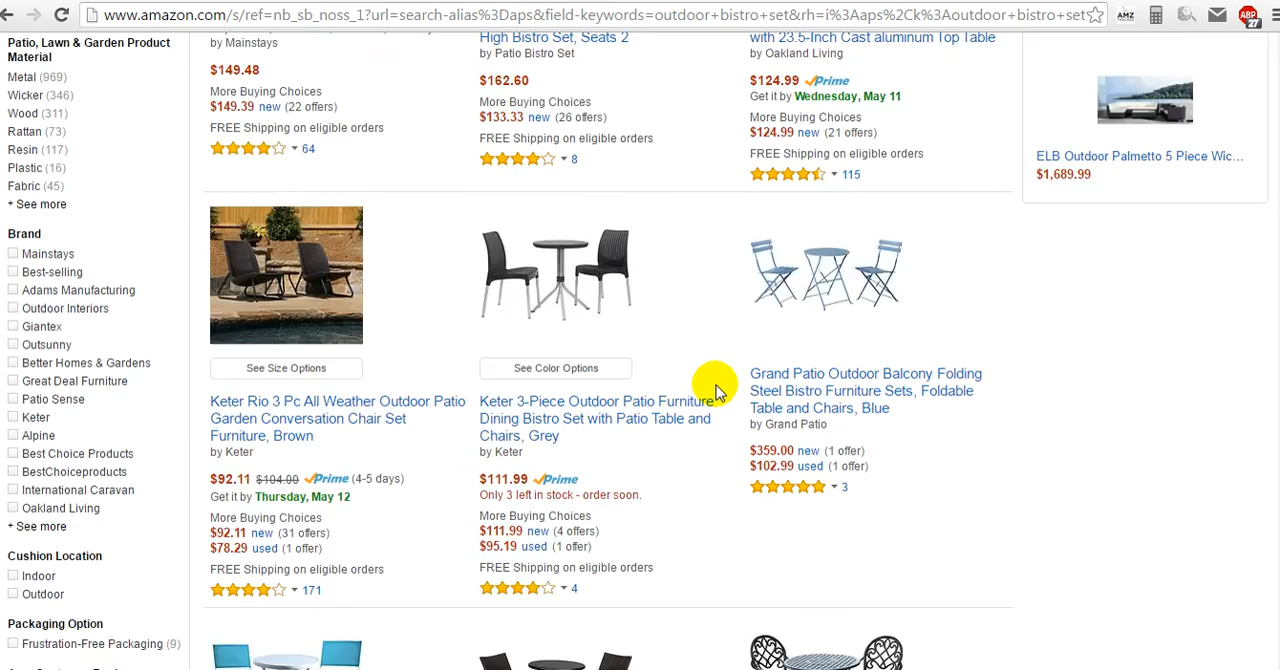 www.amazon.com/s/ref=nb_sb_noss_1?url=search-alias%3Daps&field-keywords=outdoor+bistro+set&rh=i%3Aaps%2Ck%3Aoutdoor+bistro+set
AMZ
ABP
27
Patio, Lawn & Garden Product
Material
Metal (969)
Wicker (346)
Wood (311)
Rattan (73)
Resin (117)
Plastic (16)
Fabric (45)
+ See more
Brand
Mainstays
Best-selling
Adams Manufacturing
Outdoor Interiors
Giantex
Outsunny
Better Homes & Gardens
Great Deal Furniture
Patio Sense
Keter
Alpine
Best Choice Products
BestChoiceproducts
International Caravan
Oakland Living
+ See more
Cushion Location
Indoor
Outdoor
Packaging Option
Frustration-Free Packaging (9)
by Mainstays
$149.48
More Buying Choices
$149.39 new (22 offers)
FREE Shipping on eligible orders
64
High Bistro Set, Seats 2
by Patio Bistro Set
$162.60
More Buying Choices
$133.33 new (26 offers)
FREE Shipping on eligible orders
8
with 23.5-Inch Cast aluminum Top Table
by Oakland Living
$124.99 Prime
Get it by Wednesday, May 11
More Buying Choices
$124.99 new (21 offers)
FREE Shipping on eligible orders
115
ELB Outdoor Palmetto 5 Piece Wic...
$1,689.99
See Size Options
Keter Rio 3 Pc All Weather Outdoor Patio
Garden Conversation Chair Set
Furniture, Brown
by Keter
$92.11 $104.00 Prime (4-5 days)
Get it by Thursday, May 12
More Buying Choices
$92.11 new (31 offers)
$78.29 used (1 offer)
FREE Shipping on eligible orders
171
See Color Options
Keter 3-Piece Outdoor Patio Furniture
Dining Bistro Set with Patio Table and
Chairs, Grey
by Keter
$111.99 Prime
Only 3 left in stock - order soon.
More Buying Choices
$111.99 new (4 offers)
$95.19 used (1 offer)
FREE Shipping on eligible orders
4
Grand Patio Outdoor Balcony Folding
Steel Bistro Furniture Sets, Foldable
Table and Chairs, Blue
by Grand Patio
$359.00 new (1 offer)
$102.99 used (1 offer)
3